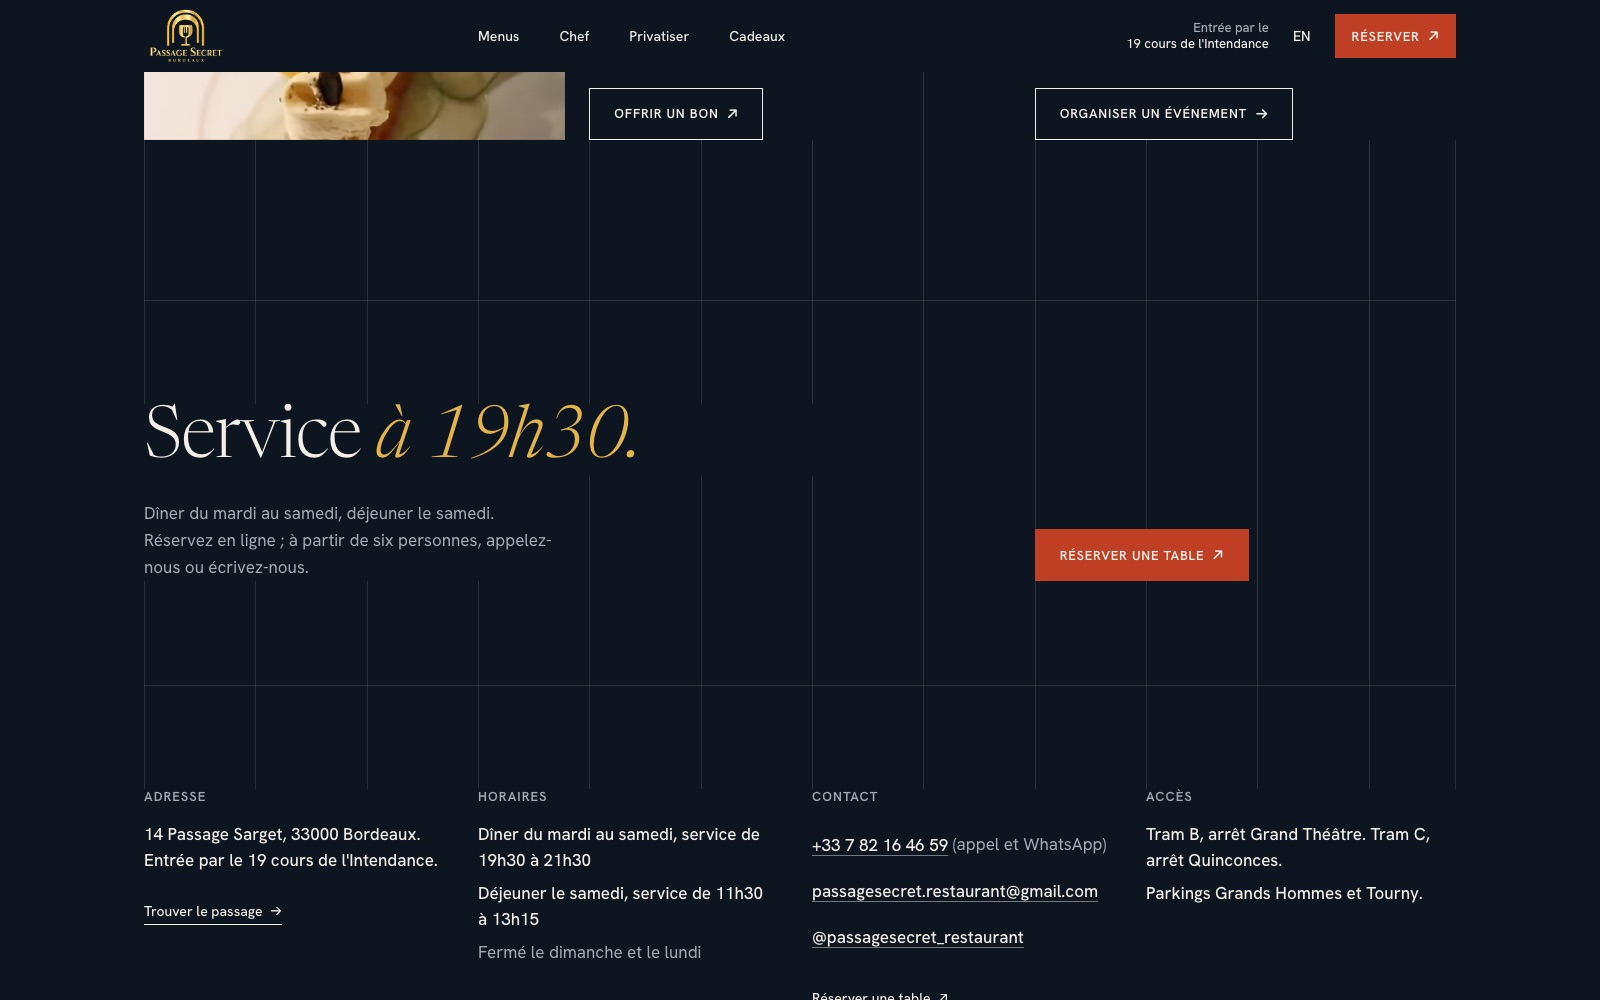 PASSAGE SECRET
BORDEAUX
Menus
Chef
Privatiser
Cadeaux
Entrée par le
19 cours de l'Intendance
EN
RÉSERVER ↗
OFFRIR UN BON ↗
ORGANISER UN ÉVÉNEMENT →
Service à 19h30.
Dîner du mardi au samedi, déjeuner le samedi.
Réservez en ligne ; à partir de six personnes, appelez-
nous ou écrivez-nous.
RÉSERVER UNE TABLE ↗
ADRESSE
14 Passage Sarget, 33000 Bordeaux.
Entrée par le 19 cours de l'Intendance.
Trouver le passage →
HORAIRES
Dîner du mardi au samedi, service de
19h30 à 21h30
Déjeuner le samedi, service de 11h30
à 13h15
Fermé le dimanche et le lundi
CONTACT
+33 7 82 16 46 59 (appel et WhatsApp)
passagesecret.restaurant@gmail.com
@passagesecret_restaurant
Réserver une table ↗
ACCÈS
Tram B, arrêt Grand Théâtre. Tram C,
arrêt Quinconces.
Parkings Grands Hommes et Tourny.